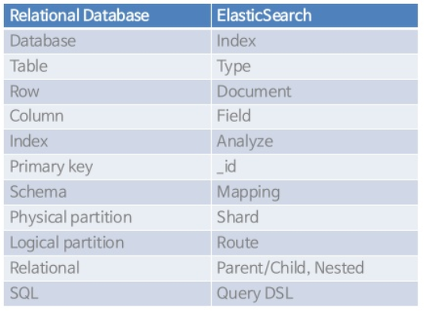 Relational Database ElasticSearch
Database Index
Table Type
Row Document
Column Field
Index Analyze
Primary key _id
Schema Mapping
Physical partition Shard
Logical partition Route
Relational Parent/Child, Nested
SQL Query DSL